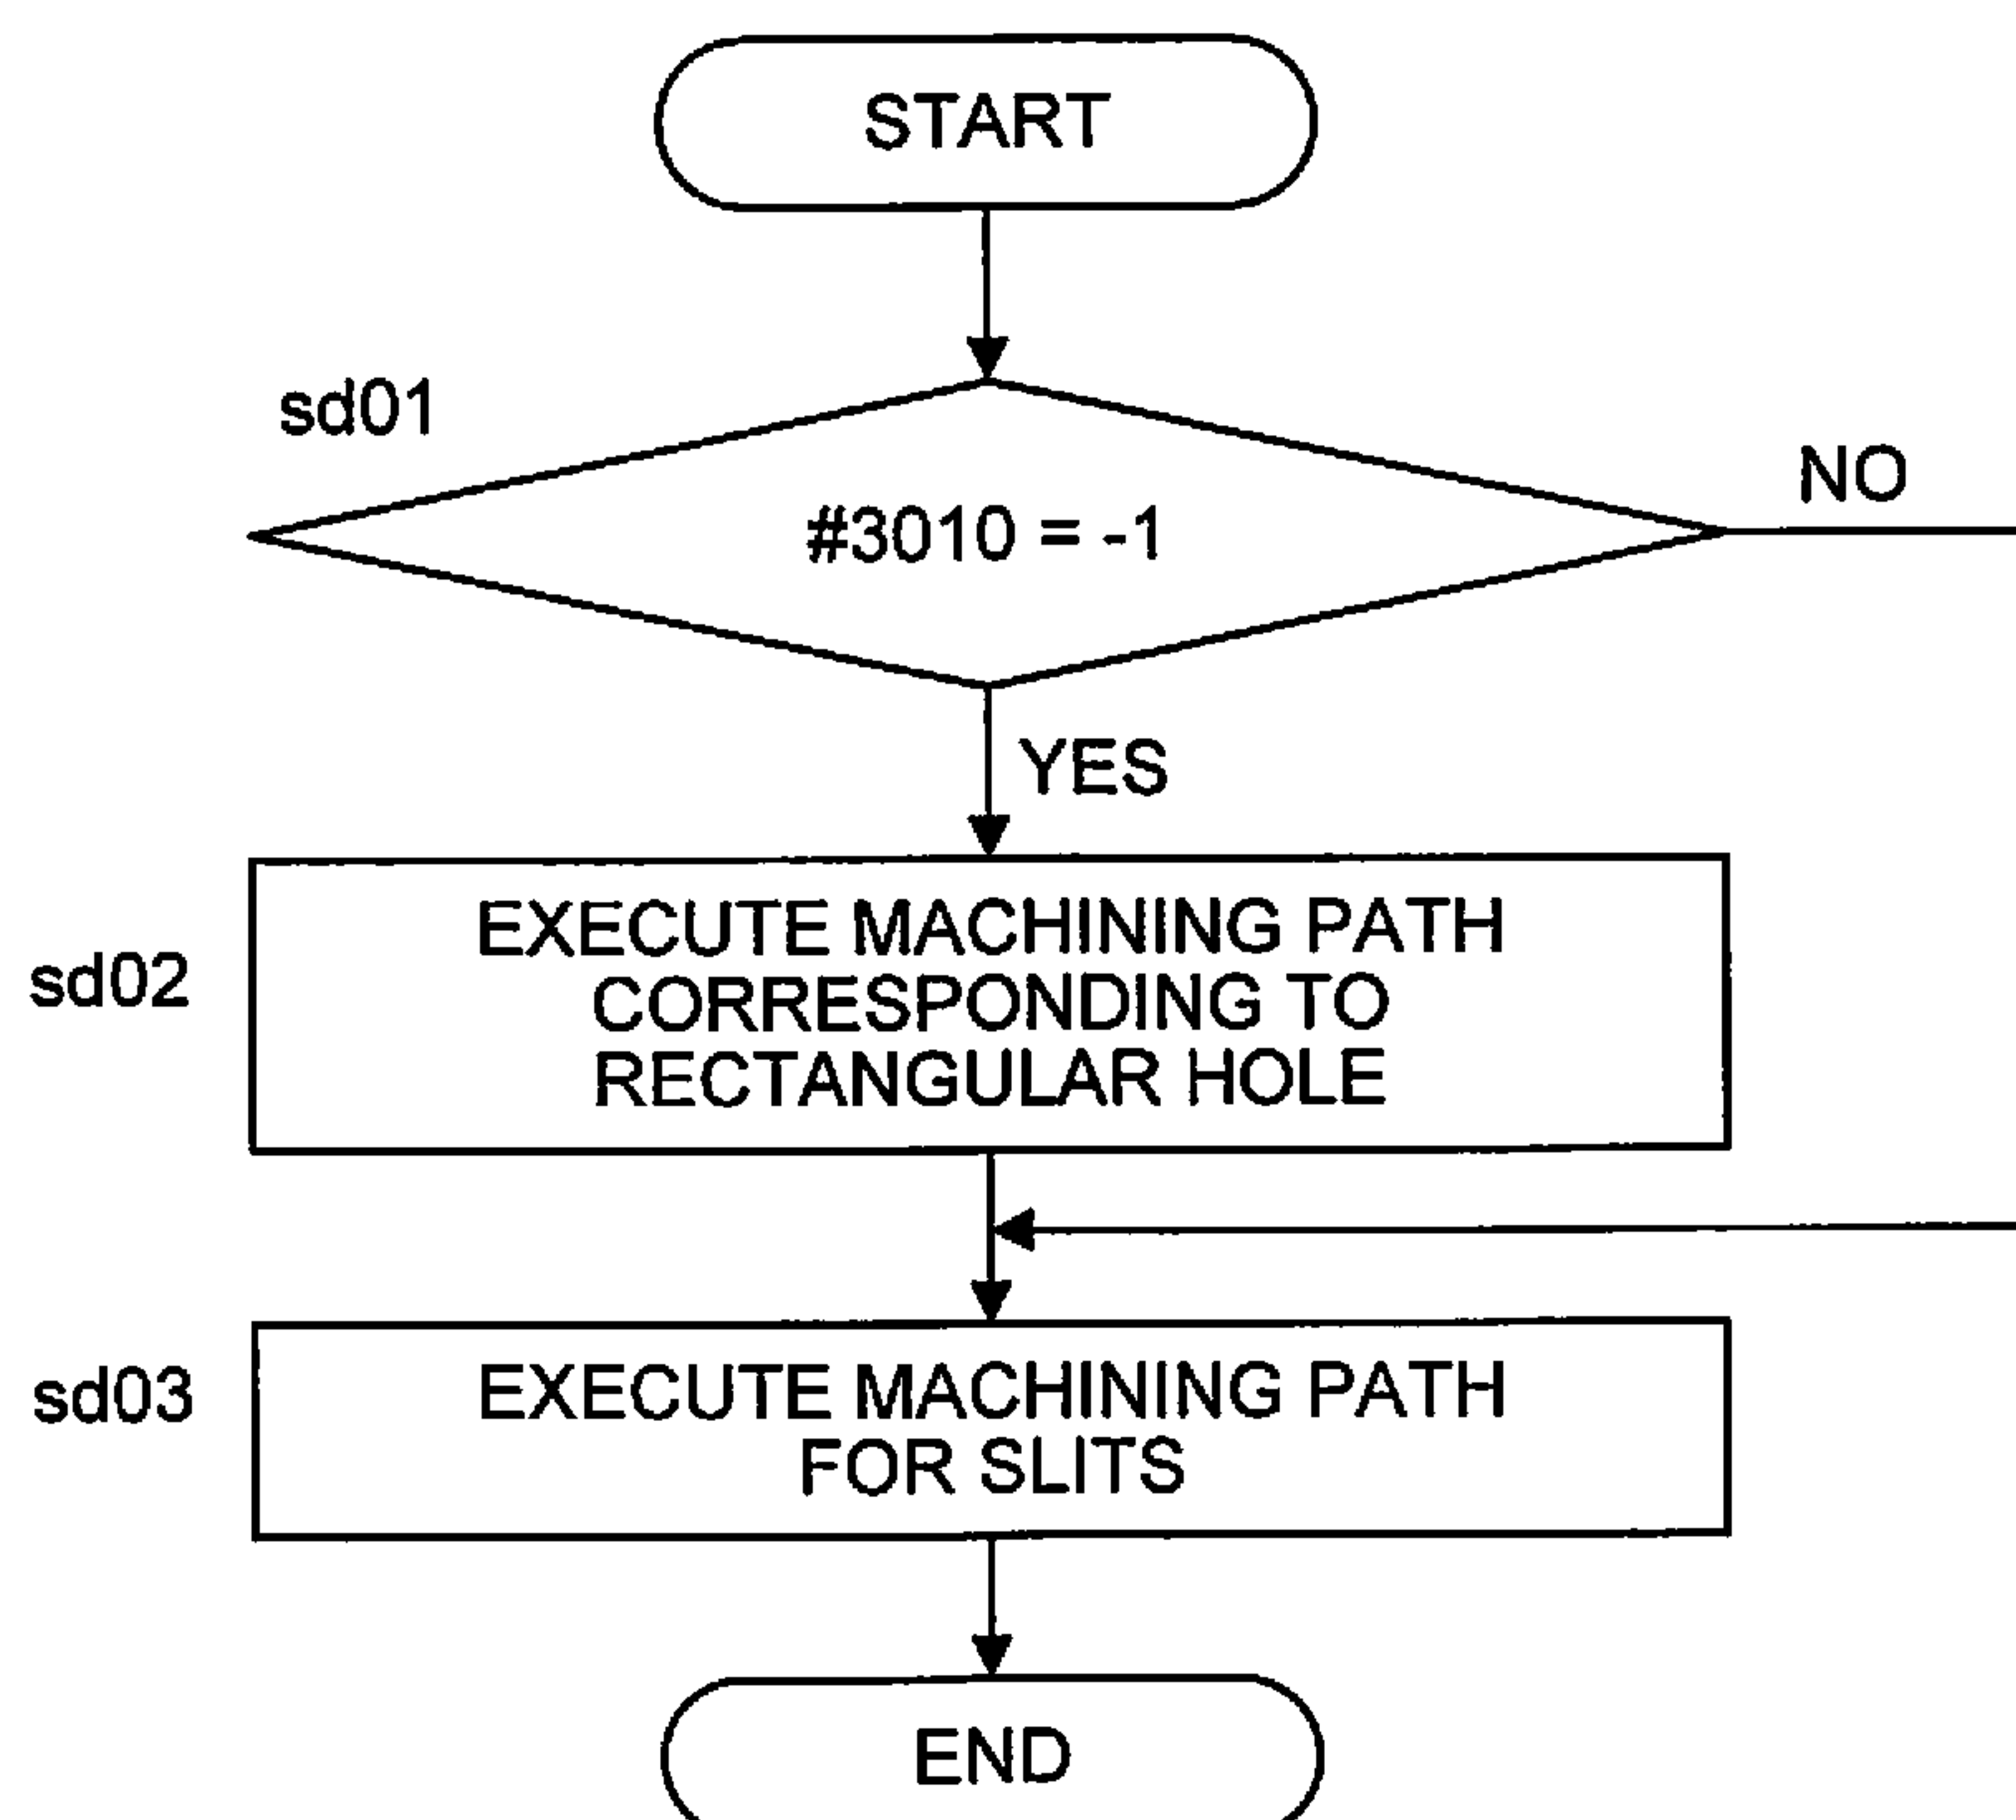 START
sd01
#3010 = -1
NO
YES
sd02
EXECUTE MACHINING PATH
CORRESPONDING TO
RECTANGULAR HOLE
sd03
EXECUTE MACHINING PATH
FOR SLITS
END